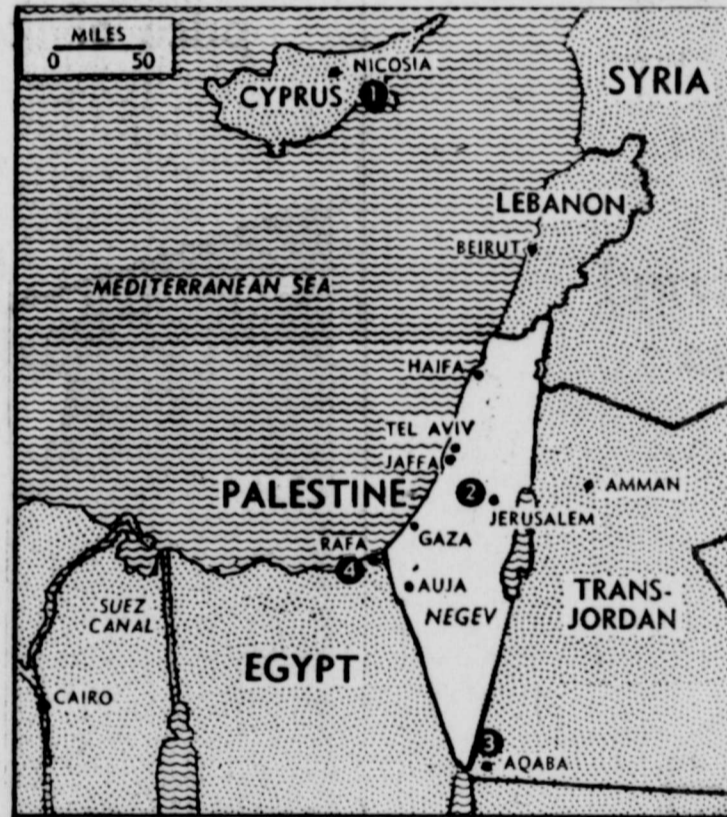 MILES
0 50
NICOSIA
CYPRUS 1
SYRIA
LEBANON
BEIRUT
MEDITERRANEAN SEA
HAIFA
TEL AVIV
JAFFA
PALESTINE
2
JERUSALEM
AMMAN
GAZA
RAFA
4
AUJA
NEGEV
TRANS-
JORDAN
SUEZ
CANAL
EGYPT
CAIRO
3
AQABA